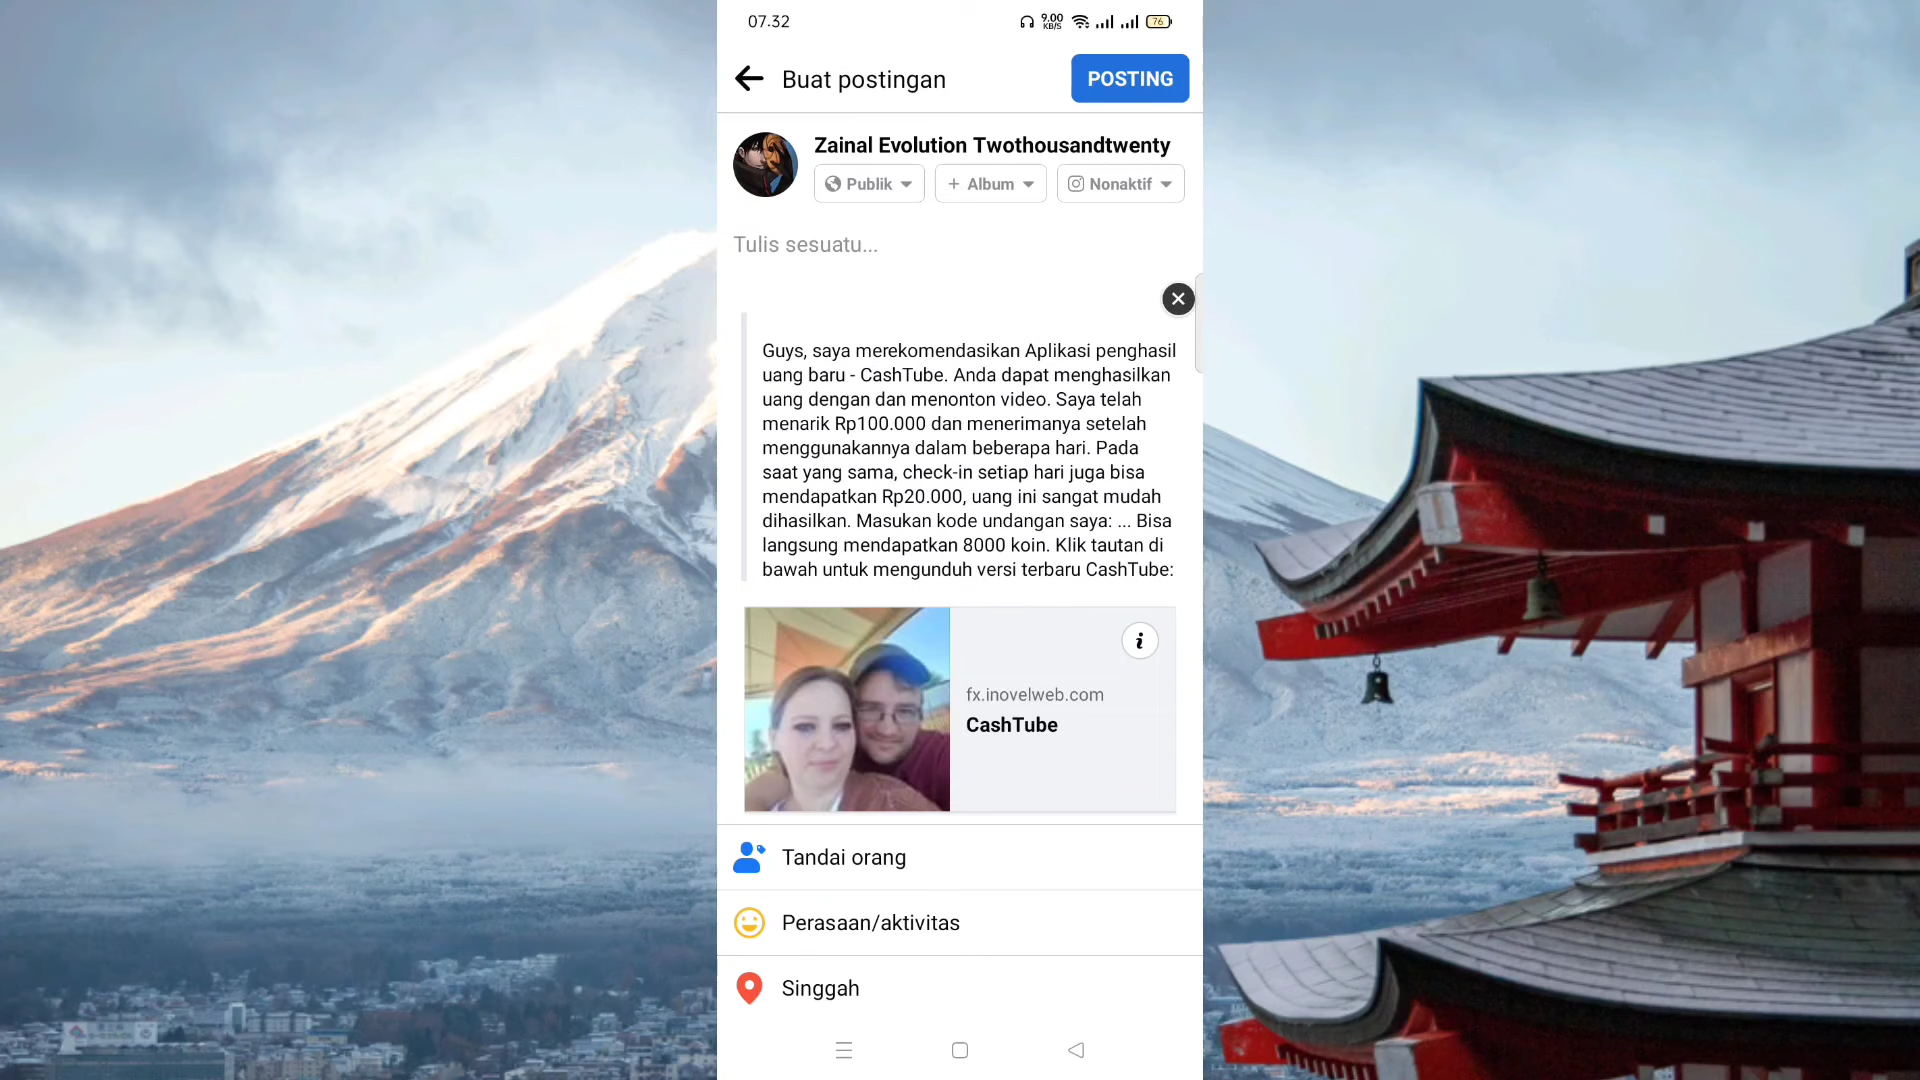 07.32
9.00
KB/S
76
Buat postingan
POSTING
Zainal Evolution Twothousandtwenty
Publik
+ Album
Nonaktif
Tulis sesuatu...
Guys, saya merekomendasikan Aplikasi penghasil
uang baru - CashTube. Anda dapat menghasilkan
uang dengan dan menonton video. Saya telah
menarik Rp100.000 dan menerimanya setelah
menggunakannya dalam beberapa hari. Pada
saat yang sama, check-in setiap hari juga bisa
mendapatkan Rp20.000, uang ini sangat mudah
dihasilkan. Masukan kode undangan saya: ... Bisa
langsung mendapatkan 8000 koin. Klik tautan di
bawah untuk mengunduh versi terbaru CashTube:
fx.inovelweb.com
CashTube
Tandai orang
Perasaan/aktivitas
Singgah